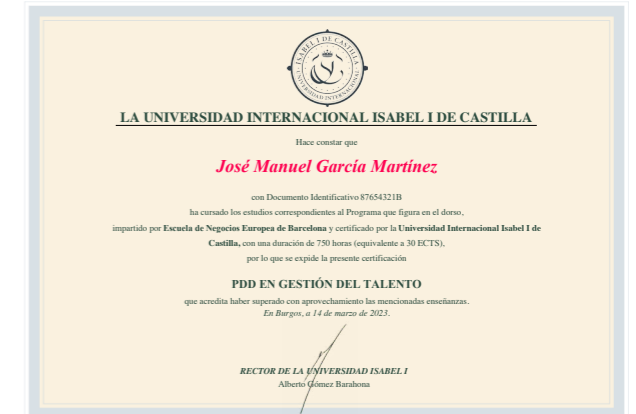 ISABEL I DE CASTILLA
UNIVERSIDAD INTERNACIONAL
LA UNIVERSIDAD INTERNACIONAL ISABEL I DE CASTILLA
Hace constar que
José Manuel García Martínez
con Documento Identificativo 87654321B
ha cursado los estudios correspondientes al Programa que figura en el dorso,
impartido por Escuela de Negocios Europea de Barcelona y certificado por la Universidad Internacional Isabel I de
Castilla, con una duración de 750 horas (equivalente a 30 ECTS),
por lo que se expide la presente certificación
PDD EN GESTIÓN DEL TALENTO
que acredita haber superado con aprovechamiento las mencionadas enseñanzas.
En Burgos, a 14 de marzo de 2023.
RECTOR DE LA UNIVERSIDAD ISABEL I
Alberto Gómez Barahona